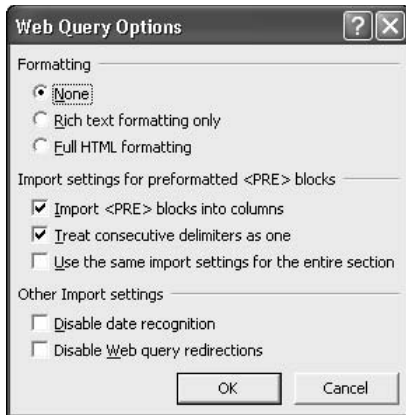 Web Query Options
Formatting
None
Rich text formatting only
Full HTML formatting
Import settings for preformatted <PRE> blocks
Import <PRE> blocks into columns
Treat consecutive delimiters as one
Use the same import settings for the entire section
Other Import settings
Disable date recognition
Disable Web query redirections
OK Cancel